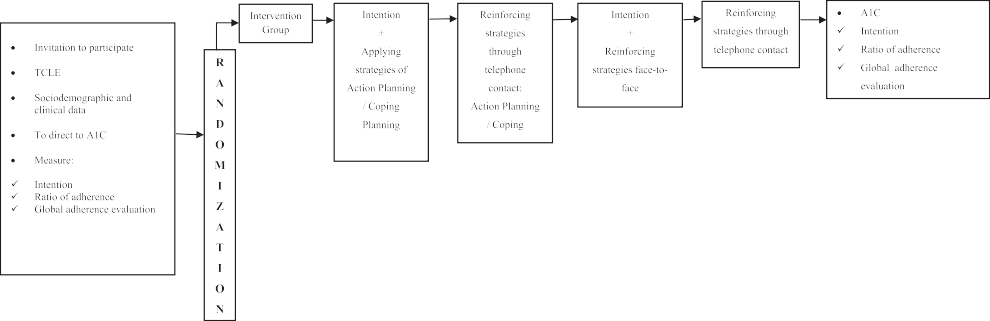 • Invitation to participate
• TCLE
• Sociodemographic and
clinical data
• To direct to A1C
• Measure:
✓ Intention
✓ Ratio of adherence
✓ Global adherence evaluation
R
A
N
D
O
M
I
Z
A
T
I
O
N
Intervention
Group
Intention
+
Applying
strategies of
Action Planning
/ Coping
Planning
Reinforcing
strategies
through
telephone
contact:
Action Planning
/ Coping
Intention
+
Reinforcing
strategies face-to-
face
Reinforcing
strategies through
telephone contact
• A1C
✓ Intention
✓ Ratio of adherence
✓ Global adherence
evaluation